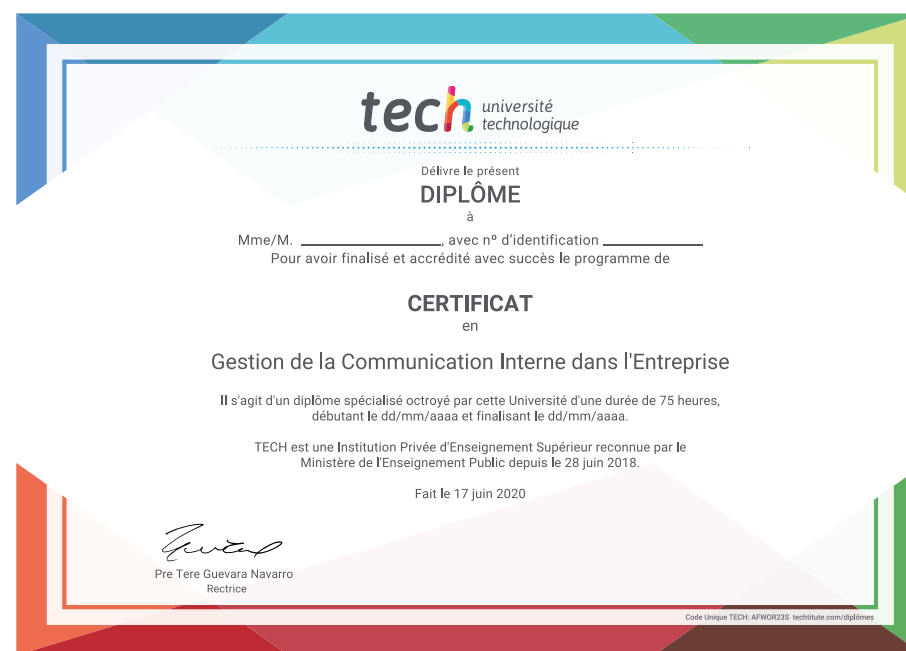 tech université
technologique
Délivre le présent
DIPLÔME
à
Mme/M. ____________________, avec nº d'identification ______________
Pour avoir finalisé et accrédité avec succès le programme de
CERTIFICAT
en
Gestion de la Communication Interne dans l'Entreprise
Il s'agit d'un diplôme spécialisé octroyé par cette Université d'une durée de 75 heures,
débutant le dd/mm/aaaa et finalisant le dd/mm/aaaa.
TECH est une Institution Privée d'Enseignement Supérieur reconnue par le
Ministère de l'Enseignement Public depuis le 28 juin 2018.
Fait le 17 juin 2020
Pre Tere Guevara Navarro
Rectrice
Code Unique TECH: AFWOR23S techtitute.com/diplômes